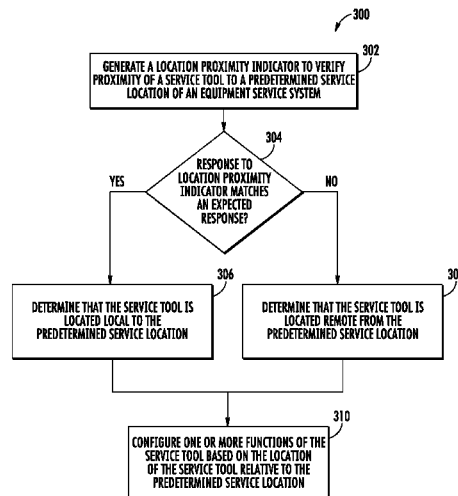 300
302
GENERATE A LOCATION PROXIMITY INDICATOR TO VERIFY
PROXIMITY OF A SERVICE TOOL TO A PREDETERMINED SERVICE
LOCATION OF AN EQUIPMENT SERVICE SYSTEM
304
YES
RESPONSE TO
LOCATION PROXIMITY
INDICATOR MATCHES
AN EXPECTED
RESPONSE?
NO
306
30
DETERMINE THAT THE SERVICE TOOL IS
LOCATED LOCAL TO THE
PREDETERMINED SERVICE LOCATION
DETERMINE THAT THE SERVICE TOOL IS
LOCATED REMOTE FROM THE
PREDETERMINED SERVICE LOCATION
310
CONFIGURE ONE OR MORE FUNCTIONS OF THE
SERVICE TOOL BASED ON THE LOCATION
OF THE SERVICE TOOL RELATIVE TO THE
PREDETERMINED SERVICE LOCATION